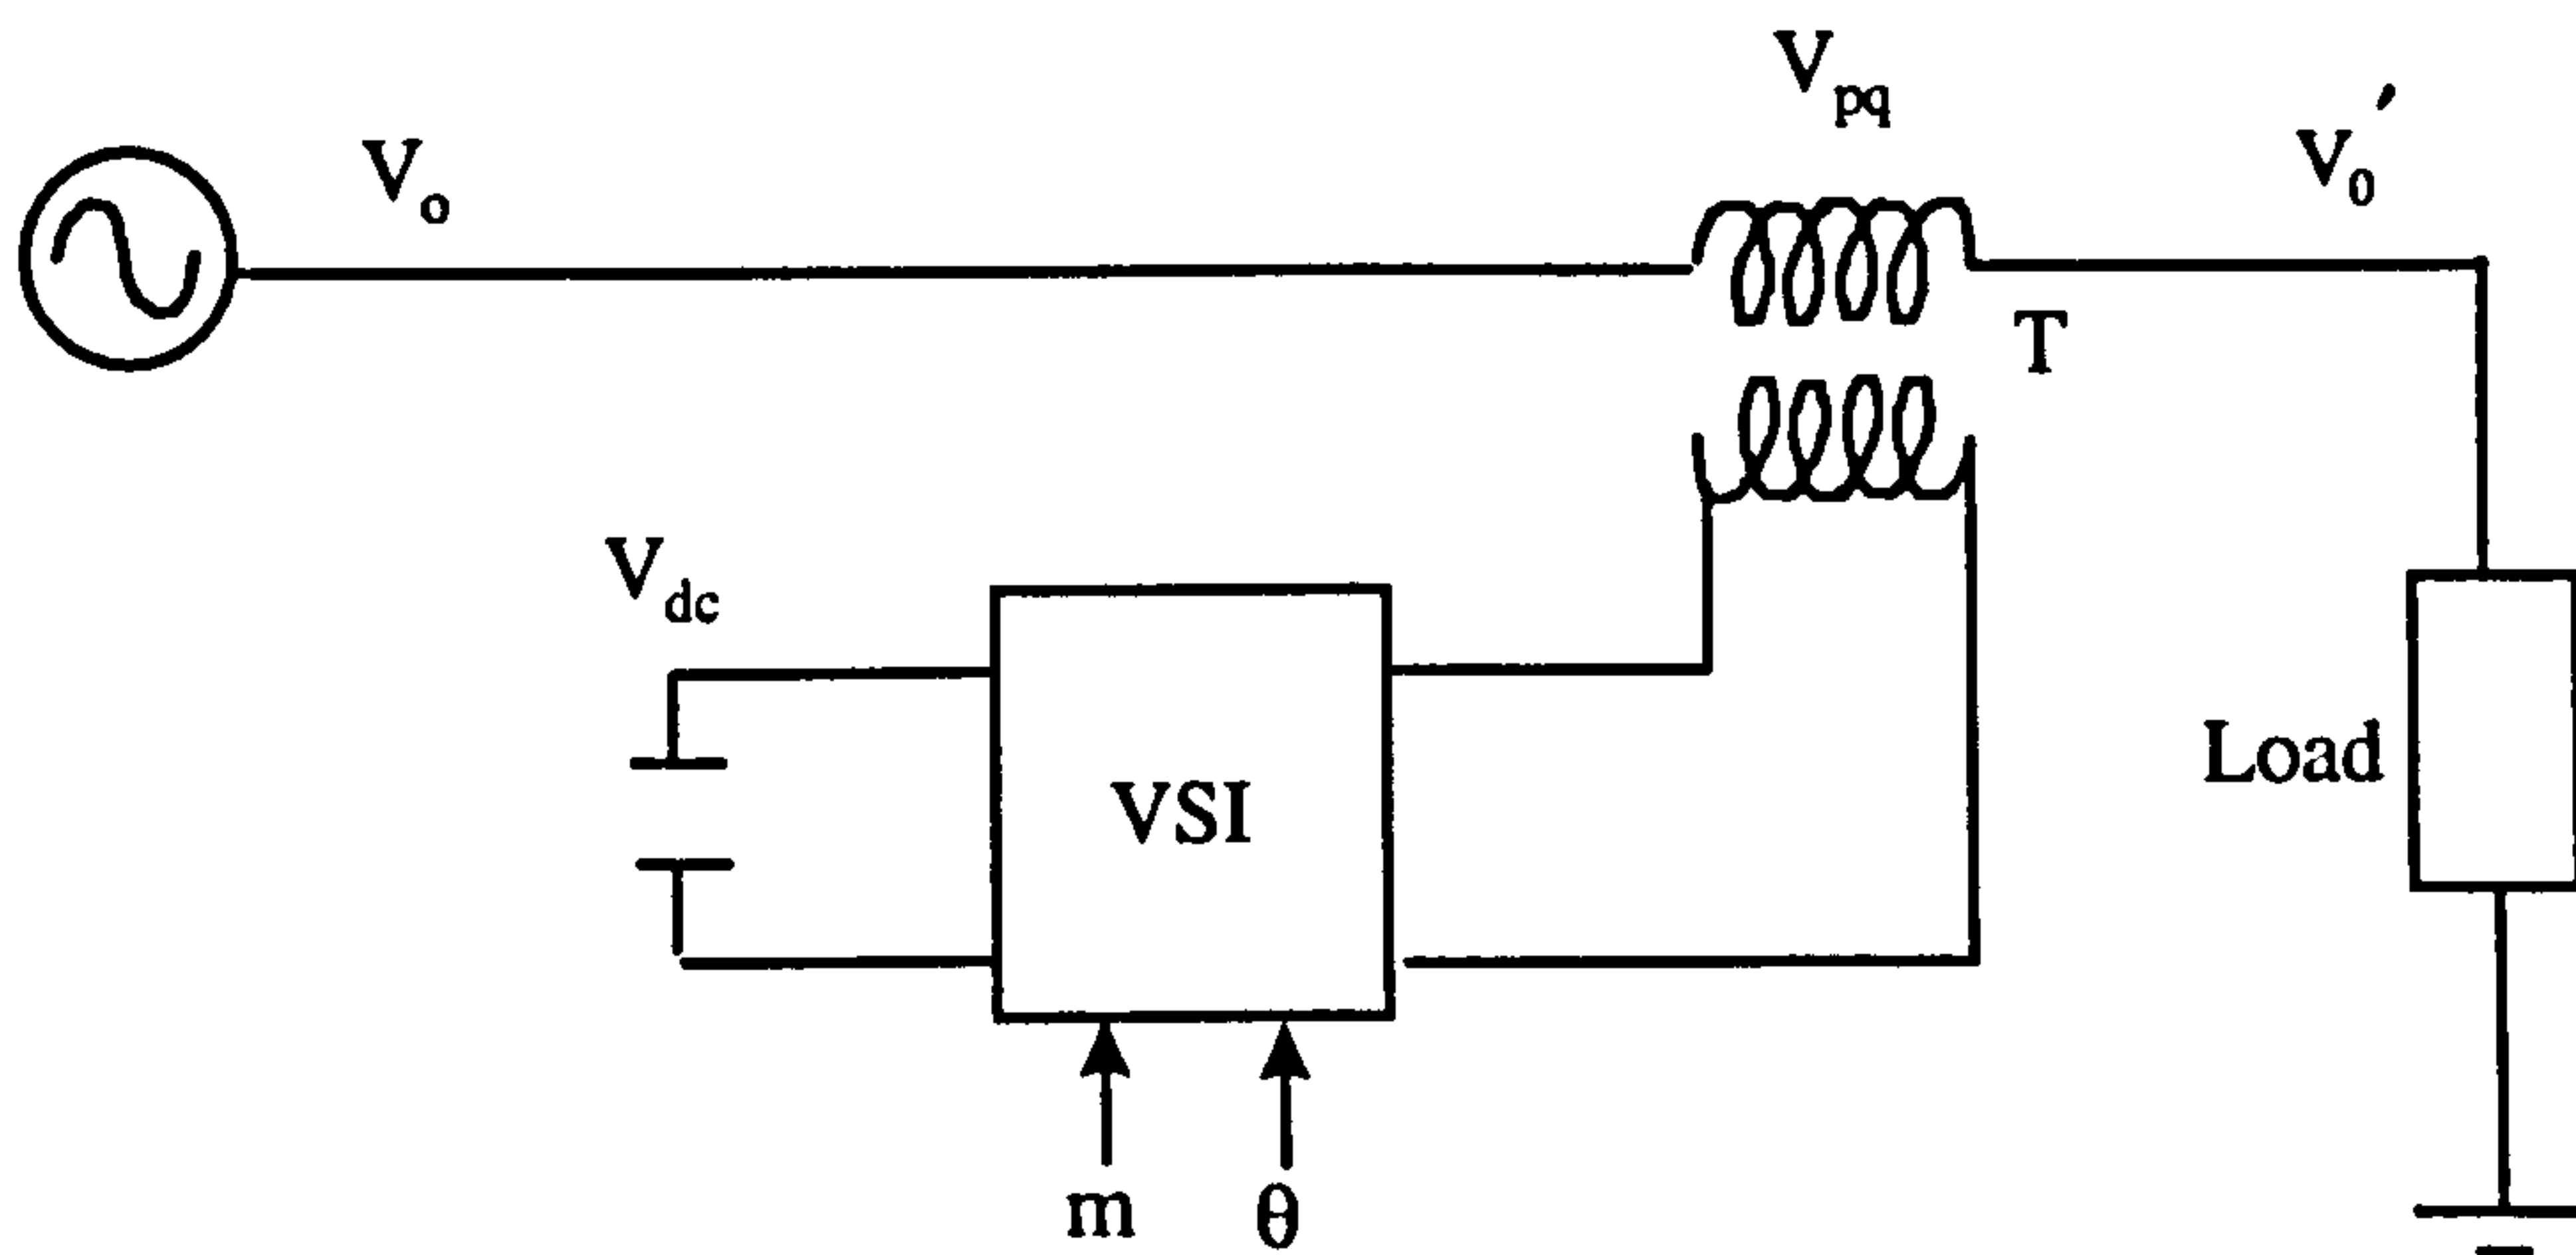 V_pq
V_o
V_0′
T
V_dc
VSI
Load
m
θ